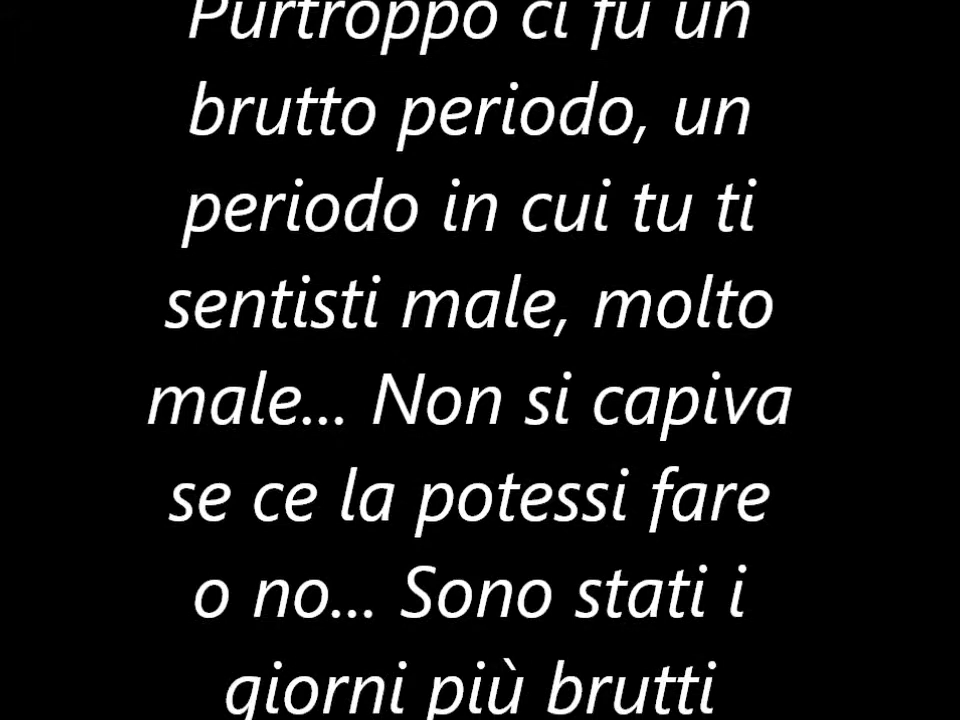 Purtroppo ci fu un
brutto periodo, un
periodo in cui tu ti
sentisti male, molto
male... Non si capiva
se ce la potessi fare
o no... Sono stati i
giorni più brutti